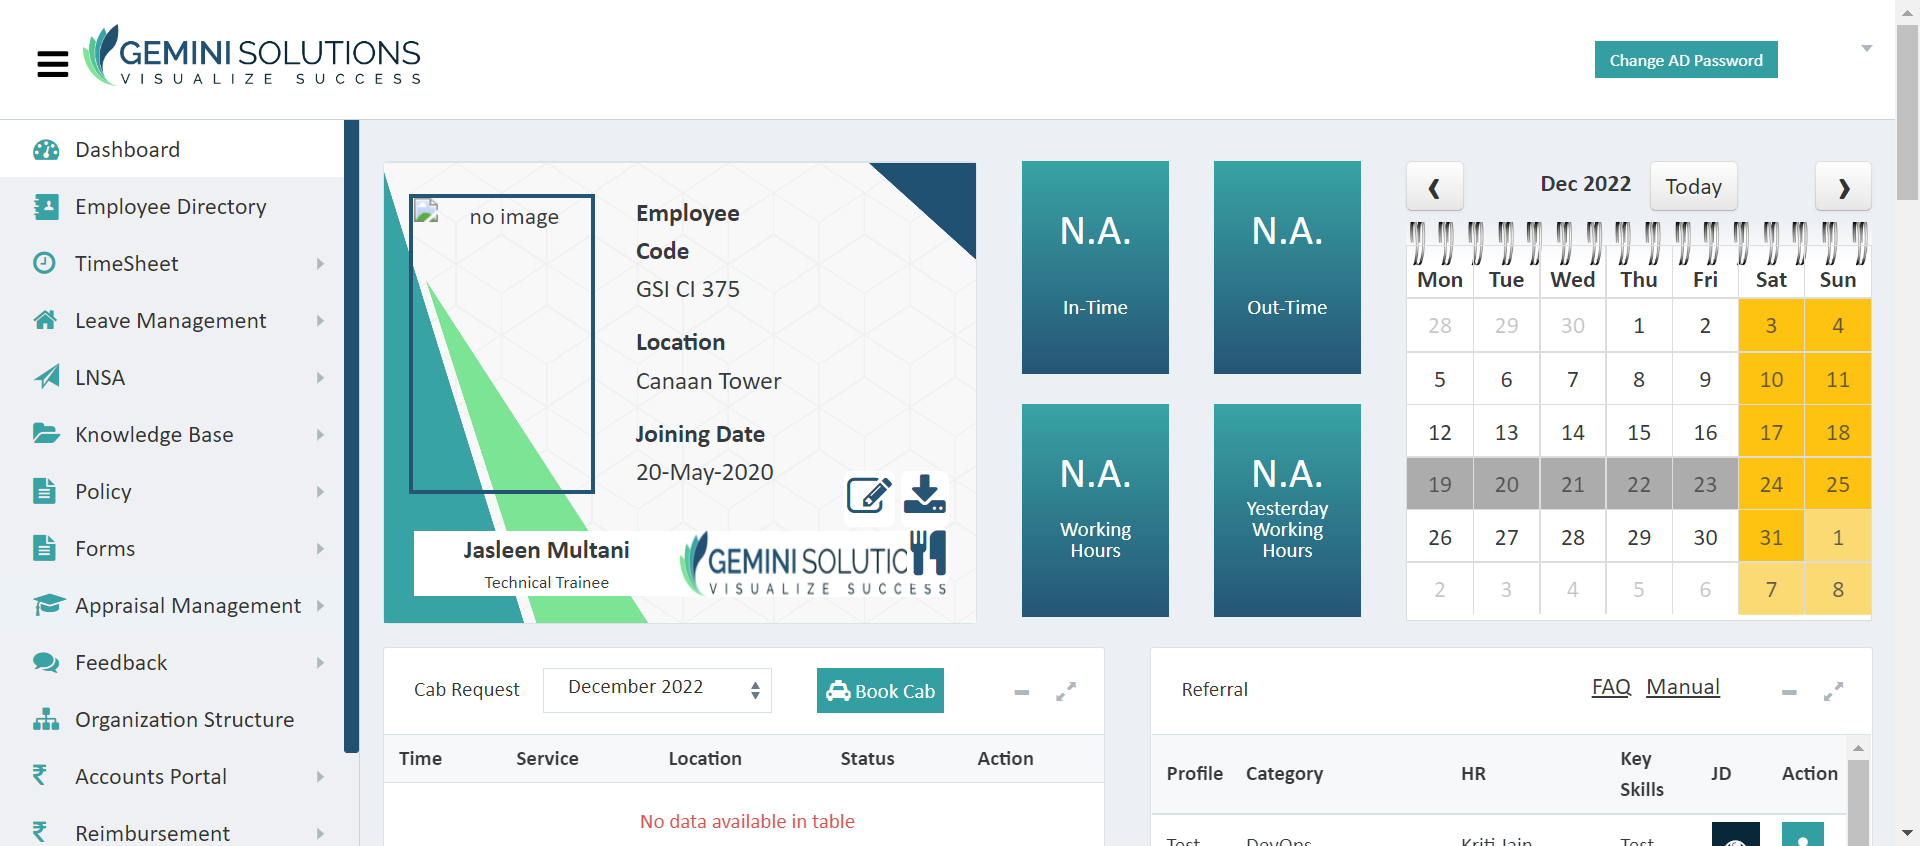 GEMINI SOLUTIONS
VISUALIZE SUCCESS
Change AD Password
Dashboard
Employee Directory
TimeSheet
Leave Management
LNSA
Knowledge Base
Policy
Forms
Appraisal Management
Feedback
Organization Structure
Accounts Portal
Reimbursement
no image
Employee
Code
GSI CI 375
Location
Canaan Tower
Joining Date
20-May-2020
Jasleen Multani
Technical Trainee
GEMINI SOLUTIC
VISUALIZE SUCCESS
N.A.
In-Time
N.A.
Out-Time
N.A.
Working
Hours
N.A.
Yesterday
Working
Hours
Dec 2022
Today
Mon Tue Wed Thu Fri Sat Sun
28 29 30 1 2 3 4
5 6 7 8 9 10 11
12 13 14 15 16 17 18
19 20 21 22 23 24 25
26 27 28 29 30 31 1
2 3 4 5 6 7 8
Cab Request December 2022 Book Cab
Time Service Location Status Action
No data available in table
Referral FAQ Manual
Profile Category HR Key Skills JD Action
Test DevOps Kriti Jain Test